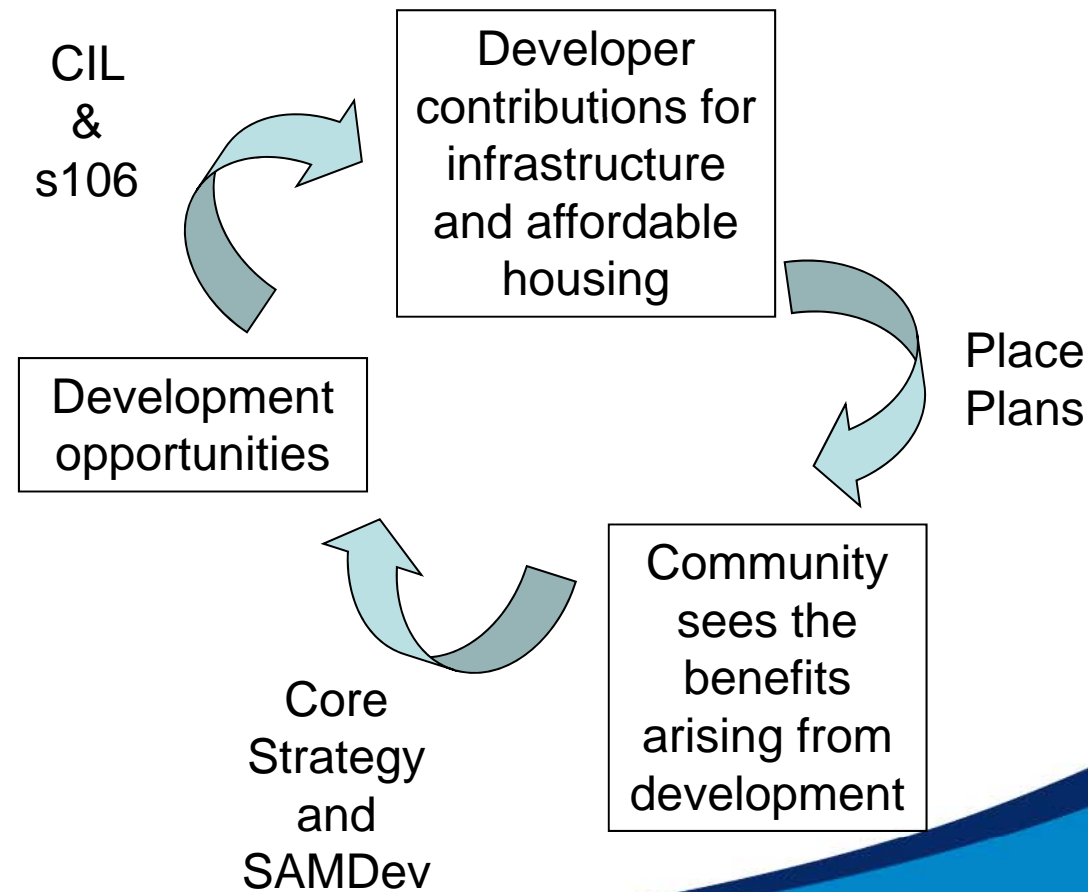 CIL
&
s106
Developer
contributions for
infrastructure
and affordable
housing
Place
Plans
Development
opportunities
Community
sees the
benefits
arising from
development
Core
Strategy
and
SAMDev